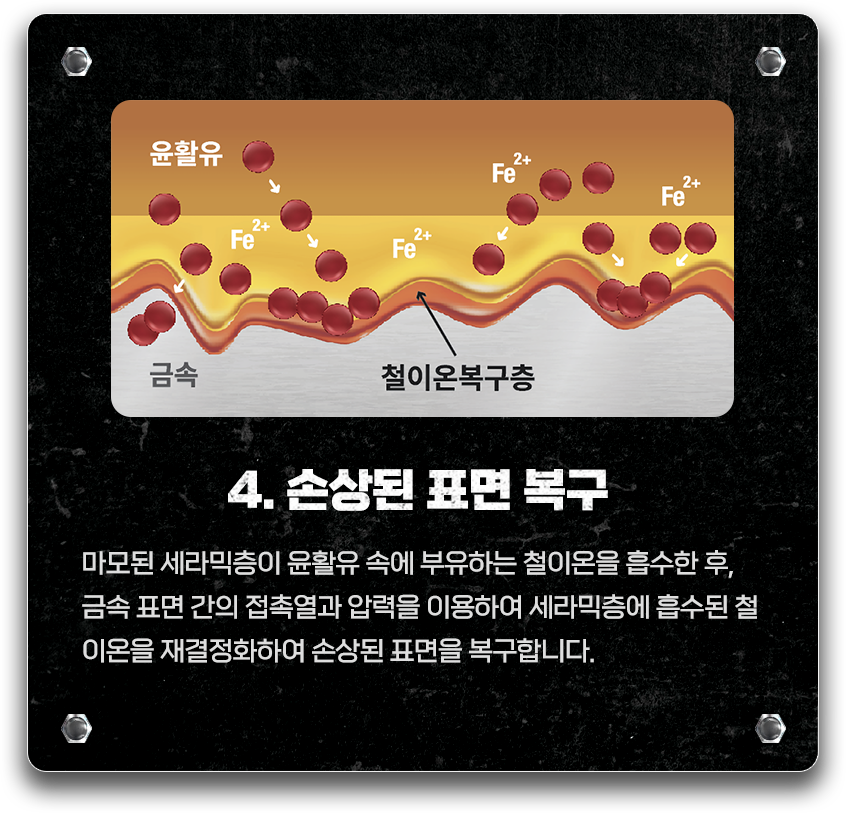 윤활유
Fe2+
Fe2+
Fe2+
Fe2+
금속
철이온복구층
4. 손상된 표면 복구
마모된 세라믹층이 윤활유 속에 부유하는 철이온을 흡수한 후,
금속 표면 간의 접촉열과 압력을 이용하여 세라믹층에 흡수된 철
이온을 재결정화하여 손상된 표면을 복구합니다.